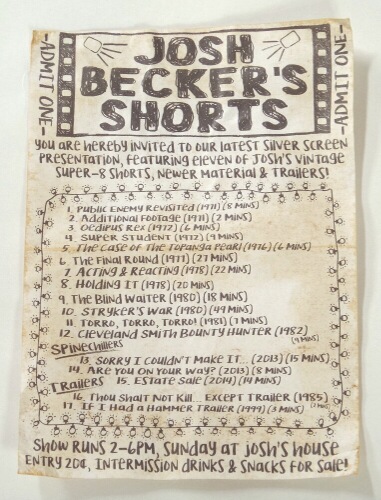 -ADMIT ONE-
JOSH
BECKER'S
SHORTS
-ADMIT ONE-
YOU ARE HEREBY INVITED TO OUR LATEST SILVER SCREEN
PRESENTATION, FEATURING ELEVEN OF JOSH'S VINTAGE
SUPER-8 SHORTS, NEWER MATERIAL & TRAILERS!
1. PUBLIC ENEMY REVISITED (1971) (8 MINS)
2. ADDITIONAL FOOTAGE (1971) (2 MINS)
3. OEDIPUS REX (1972) (6 MINS)
4. SUPER STUDENT (1972) (9 MINS)
5. THE CASE OF THE TOPANGA PEARL (1976) (6 MINS)
6. THE FINAL ROUND (1977) (27 MINS)
7. ACTING & REACTING (1978) (22 MINS)
8. HOLDING IT (1978) (20 MINS)
9. THE BLIND WAITER (1980) (18 MINS)
10. STRYKER'S WAR (1980) (49 MINS)
11. TORRO, TORRO, TORRO! (1981) (7 MINS)
12. CLEVELAND SMITH BOUNTY HUNTER (1982)
(9 MINS)
SPINECHILLERS
13. SORRY I COULDN'T MAKE IT... (2013) (15 MINS)
14. ARE YOU ON YOUR WAY? (2013) (8 MINS)
TRAILERS 15. ESTATE SALE (2014) (14 MINS)
16. THOU SHALT NOT KILL... EXCEPT TRAILER (1985)
17. IF I HAD A HAMMER TRAILER (1999) (3 MINS)
SHOW RUNS 2-6PM, SUNDAY AT JOSH'S HOUSE
ENTRY 20¢, INTERMISSION DRINKS & SNACKS FOR SALE!